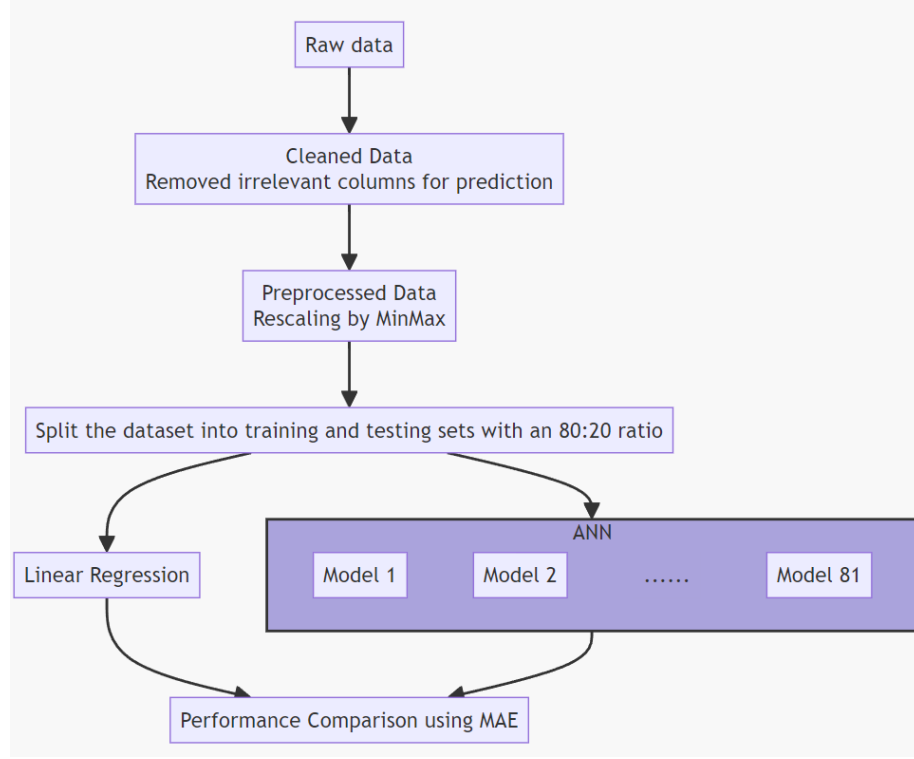 Raw data
Cleaned Data
Removed irrelevant columns for prediction
Preprocessed Data
Rescaling by MinMax
Split the dataset into training and testing sets with an 80:20 ratio
ANN
Linear Regression
Model 1
Model 2
......
Model 81
Performance Comparison using MAE